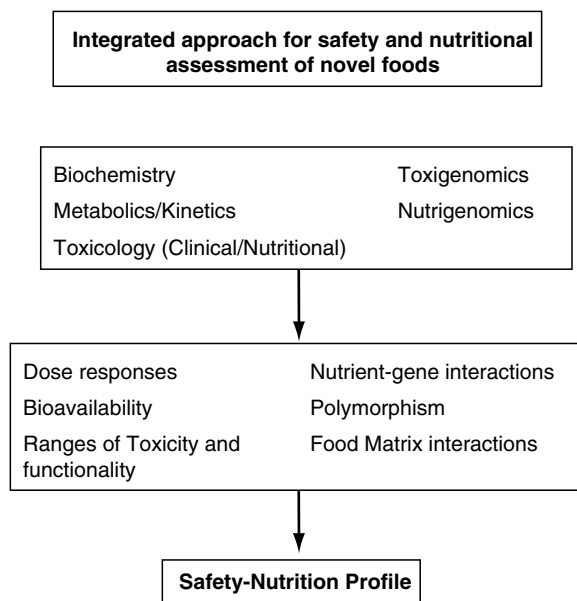 Integrated approach for safety and nutritional
assessment of novel foods
Biochemistry
Metabolics/Kinetics
Toxicology (Clinical/Nutritional)
Toxigenomics
Nutrigenomics
Dose responses
Bioavailability
Ranges of Toxicity and
functionality
Nutrient-gene interactions
Polymorphism
Food Matrix interactions
Safety-Nutrition Profile